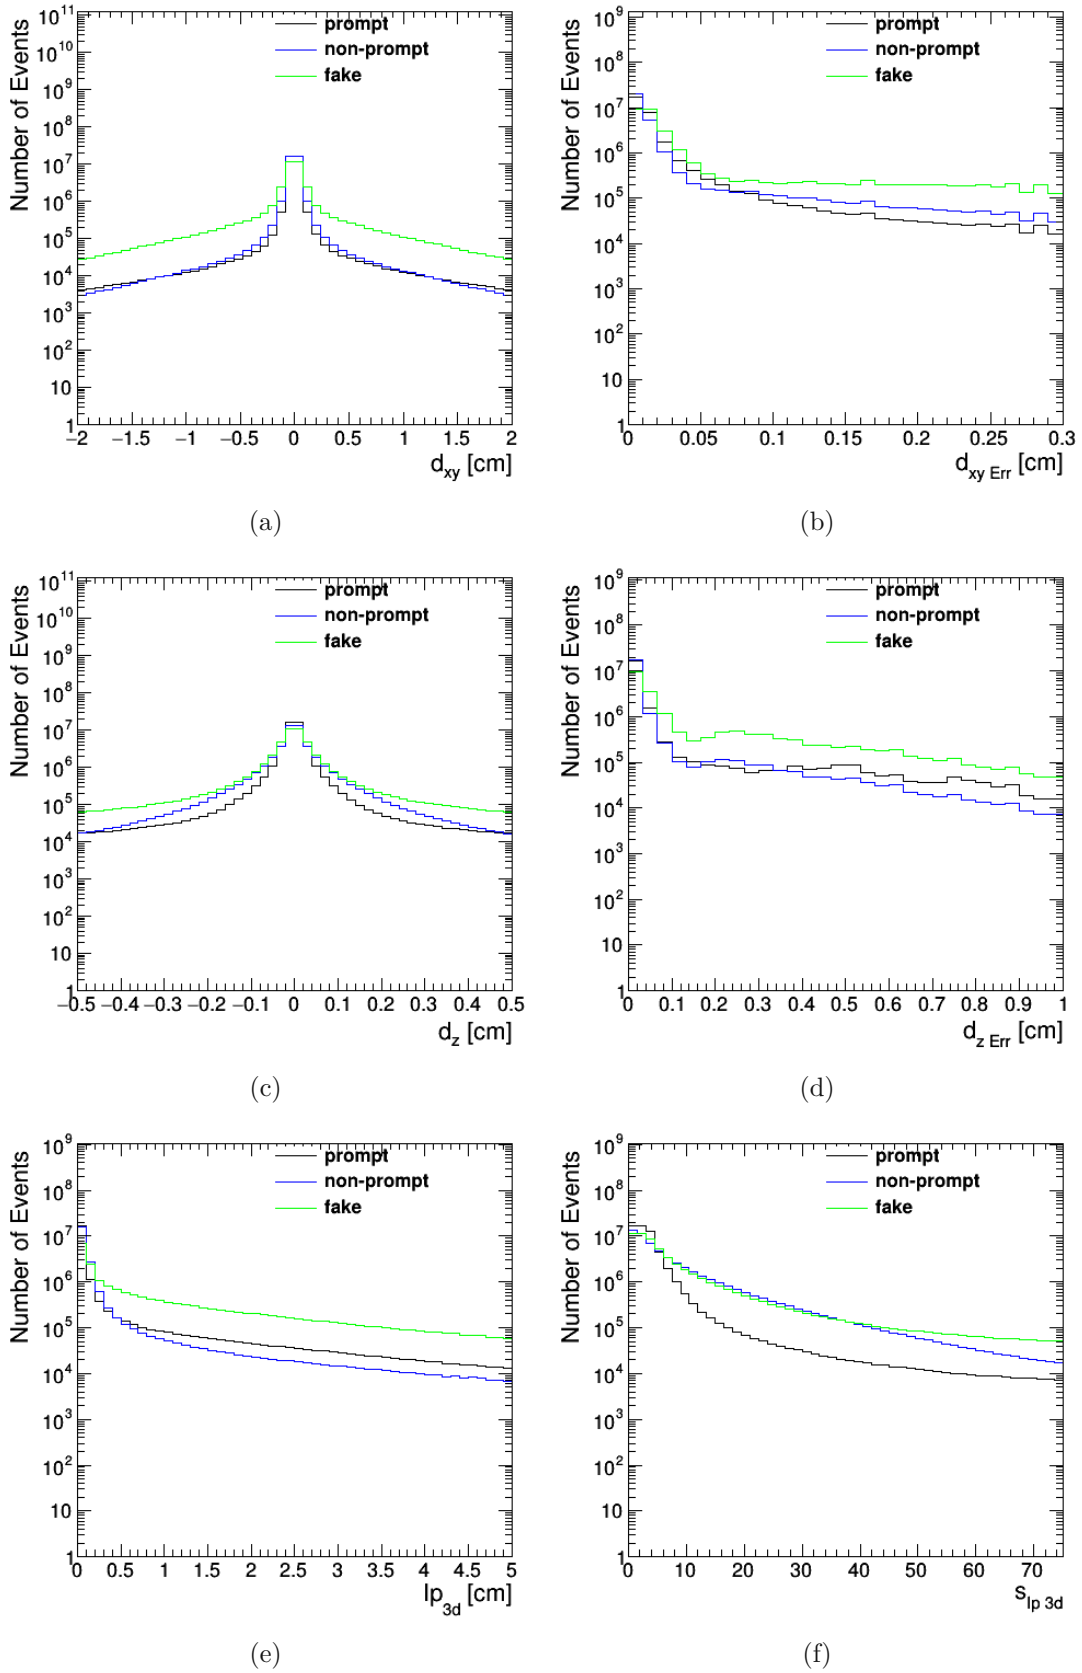 Number of Events
10^11
10^10
10^9
10^8
10^7
10^6
10^5
10^4
10^3
10^2
10
1
prompt
non-prompt
fake
−2 −1.5 −1 −0.5 0 0.5 1 1.5 2
d_xy [cm]
(a)
Number of Events
10^9
10^8
10^7
10^6
10^5
10^4
10^3
10^2
10
1
prompt
non-prompt
fake
0 0.05 0.1 0.15 0.2 0.25 0.3
d_xy Err [cm]
(b)
Number of Events
10^11
10^10
10^9
10^8
10^7
10^6
10^5
10^4
10^3
10^2
10
1
prompt
non-prompt
fake
−0.5 −0.4 −0.3 −0.2 −0.1 0 0.1 0.2 0.3 0.4 0.5
d_z [cm]
(c)
Number of Events
10^9
10^8
10^7
10^6
10^5
10^4
10^3
10^2
10
1
prompt
non-prompt
fake
0 0.1 0.2 0.3 0.4 0.5 0.6 0.7 0.8 0.9 1
d_z Err [cm]
(d)
Number of Events
10^9
10^8
10^7
10^6
10^5
10^4
10^3
10^2
10
1
prompt
non-prompt
fake
0 0.5 1 1.5 2 2.5 3 3.5 4 4.5 5
Ip_3d [cm]
(e)
Number of Events
10^9
10^8
10^7
10^6
10^5
10^4
10^3
10^2
10
1
prompt
non-prompt
fake
0 10 20 30 40 50 60 70
s_Ip 3d
(f)